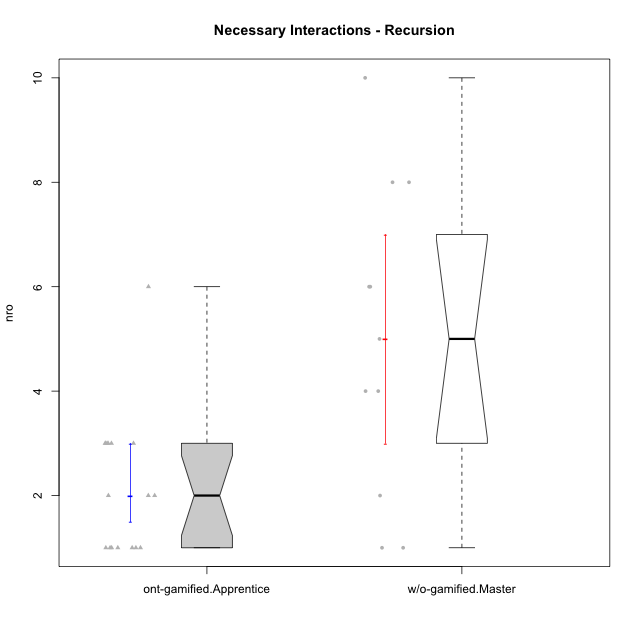 Necessary Interactions - Recursion
10
8
6
4
2
nro
ont-gamified.Apprentice
w/o-gamified.Master